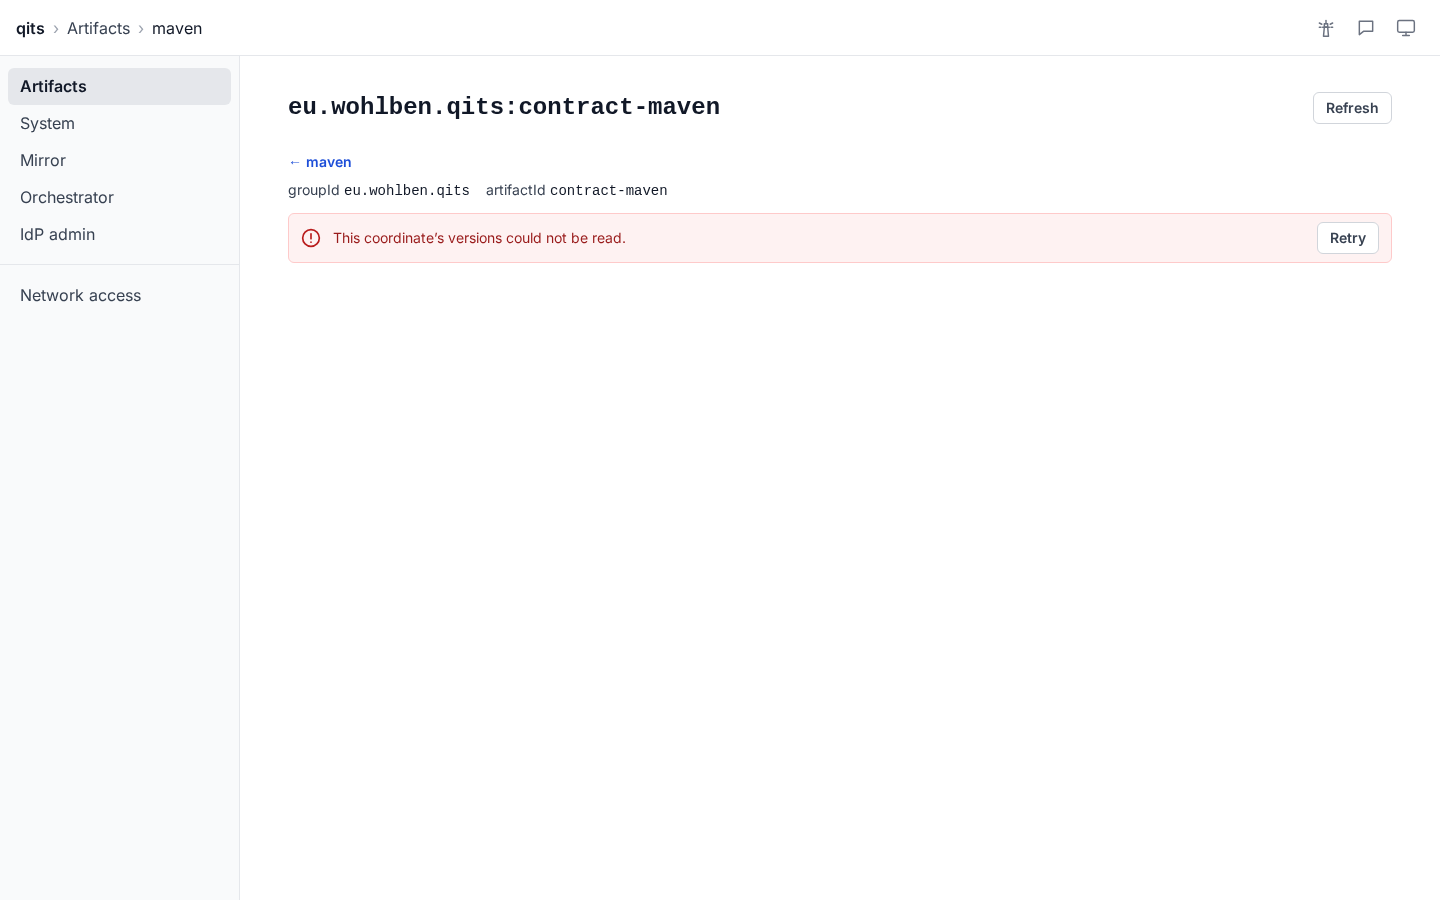 qits › Artifacts › maven
Artifacts
System
Mirror
Orchestrator
IdP admin
Network access
eu.wohlben.qits:contract-maven
Refresh
← maven
groupId eu.wohlben.qits artifactId contract-maven
This coordinate’s versions could not be read.
Retry